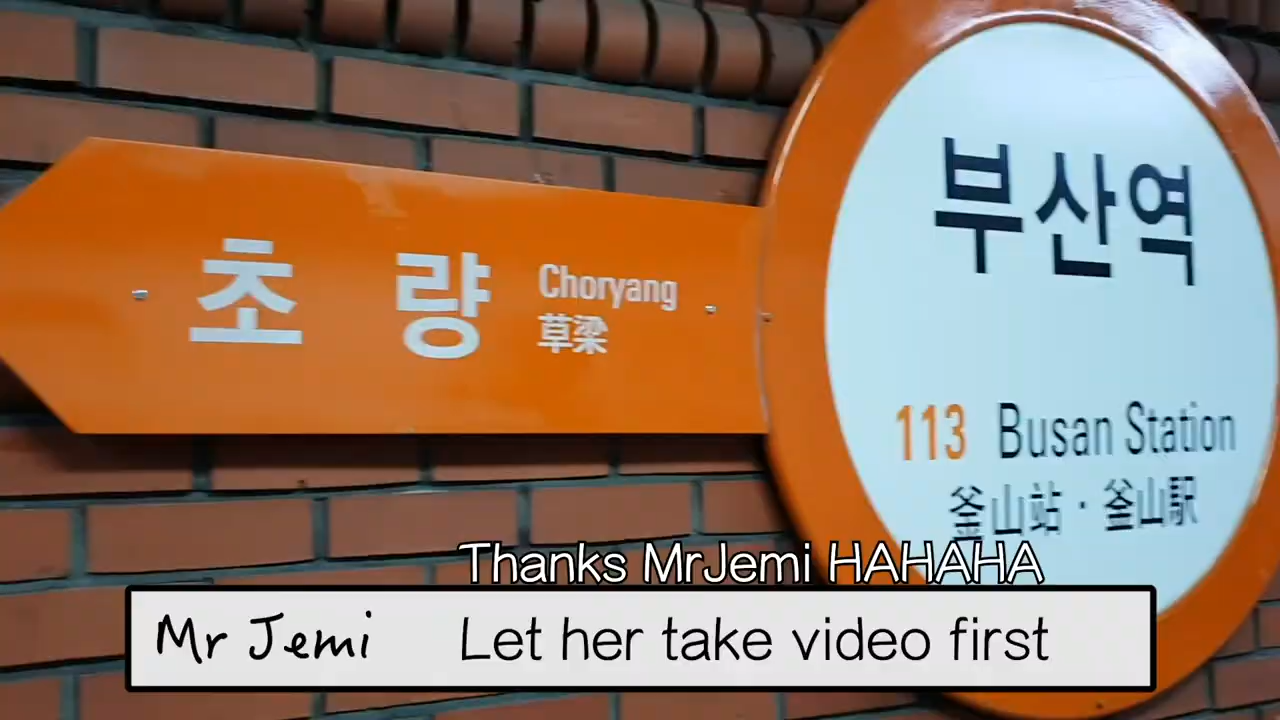 부산역
초량 Choryang
草梁
113 Busan Station
釜山站 · 釜山駅
Thanks MrJemi HAHAHA
Mr Jemi Let her take video first